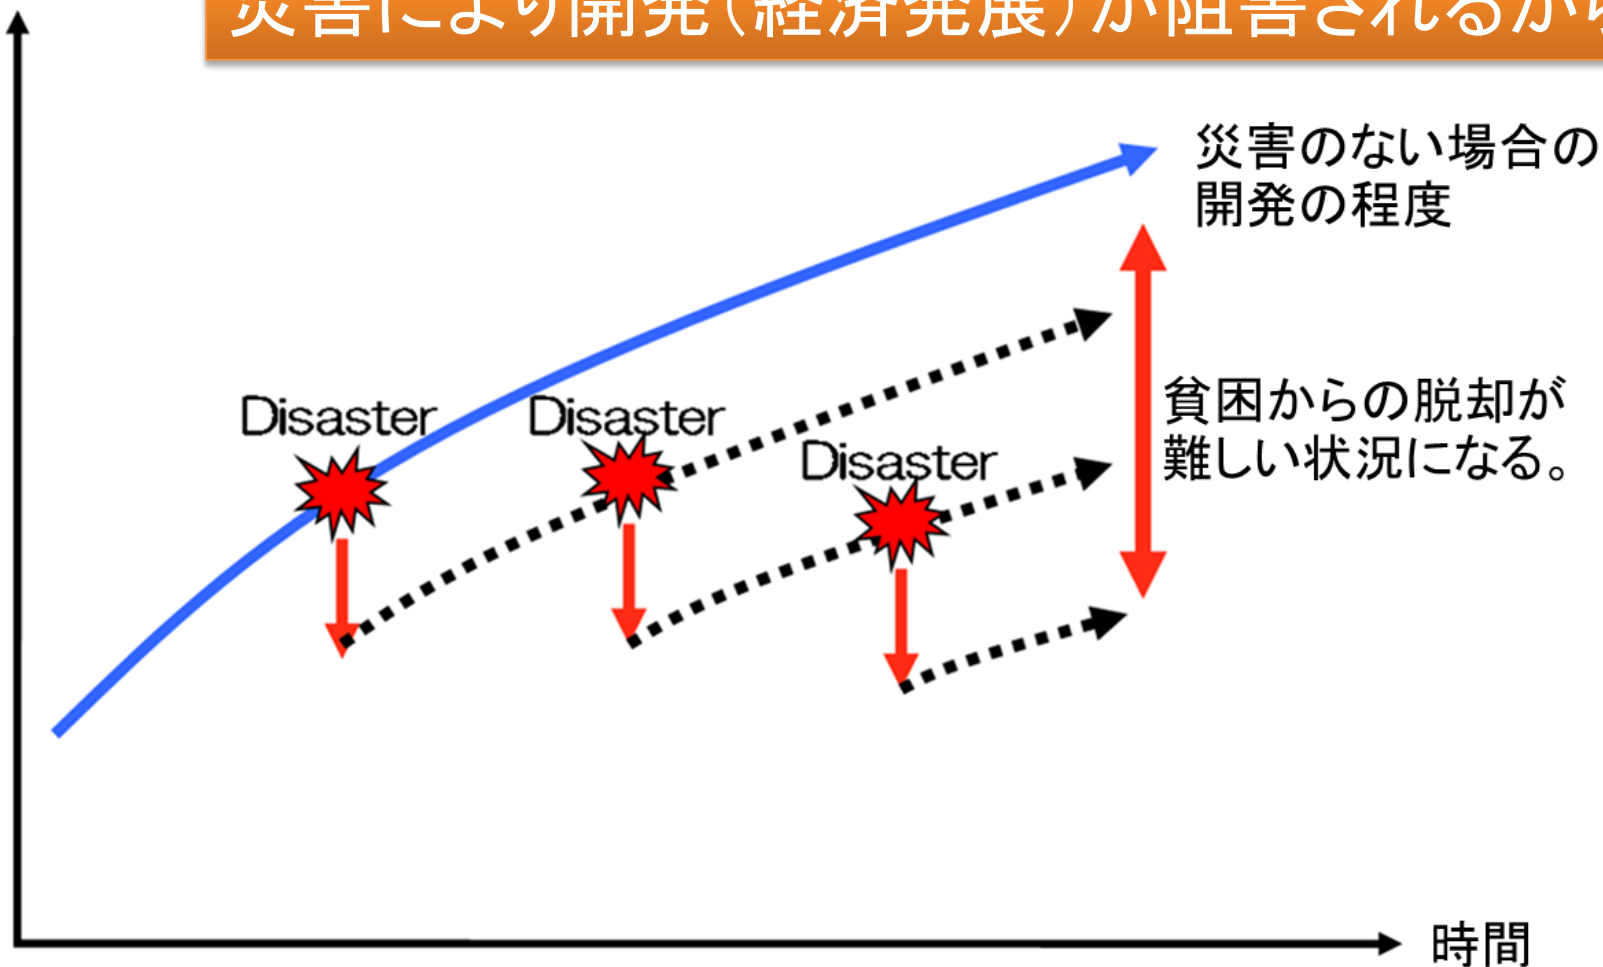 災害により開発（経済発展）が阻害されるから
災害のない場合の
開発の程度
Disaster
Disaster
Disaster
貧困からの脱却が
難しい状況になる。
時間